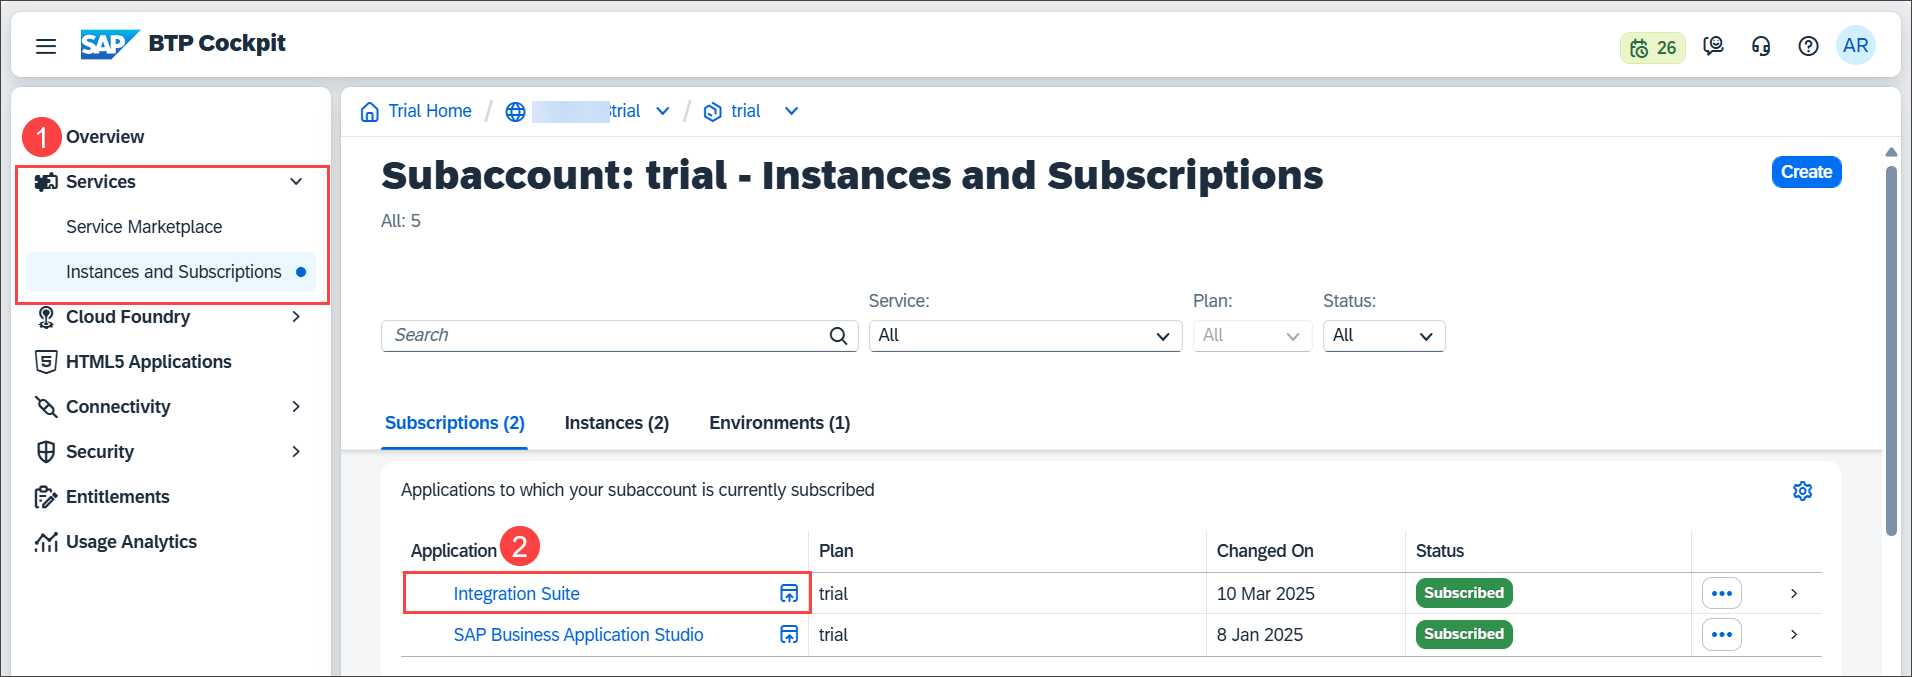 SAP BTP Cockpit
26
AR
1
Overview
Services
Service Marketplace
Instances and Subscriptions
Cloud Foundry
HTML5 Applications
Connectivity
Security
Entitlements
Usage Analytics
Trial Home / trial / trial
Subaccount: trial - Instances and Subscriptions
Create
All: 5
Service: Plan: Status:
Search All All All
Subscriptions (2) Instances (2) Environments (1)
Applications to which your subaccount is currently subscribed
2
Application Plan Changed On Status
Integration Suite trial 10 Mar 2025 Subscribed
SAP Business Application Studio trial 8 Jan 2025 Subscribed